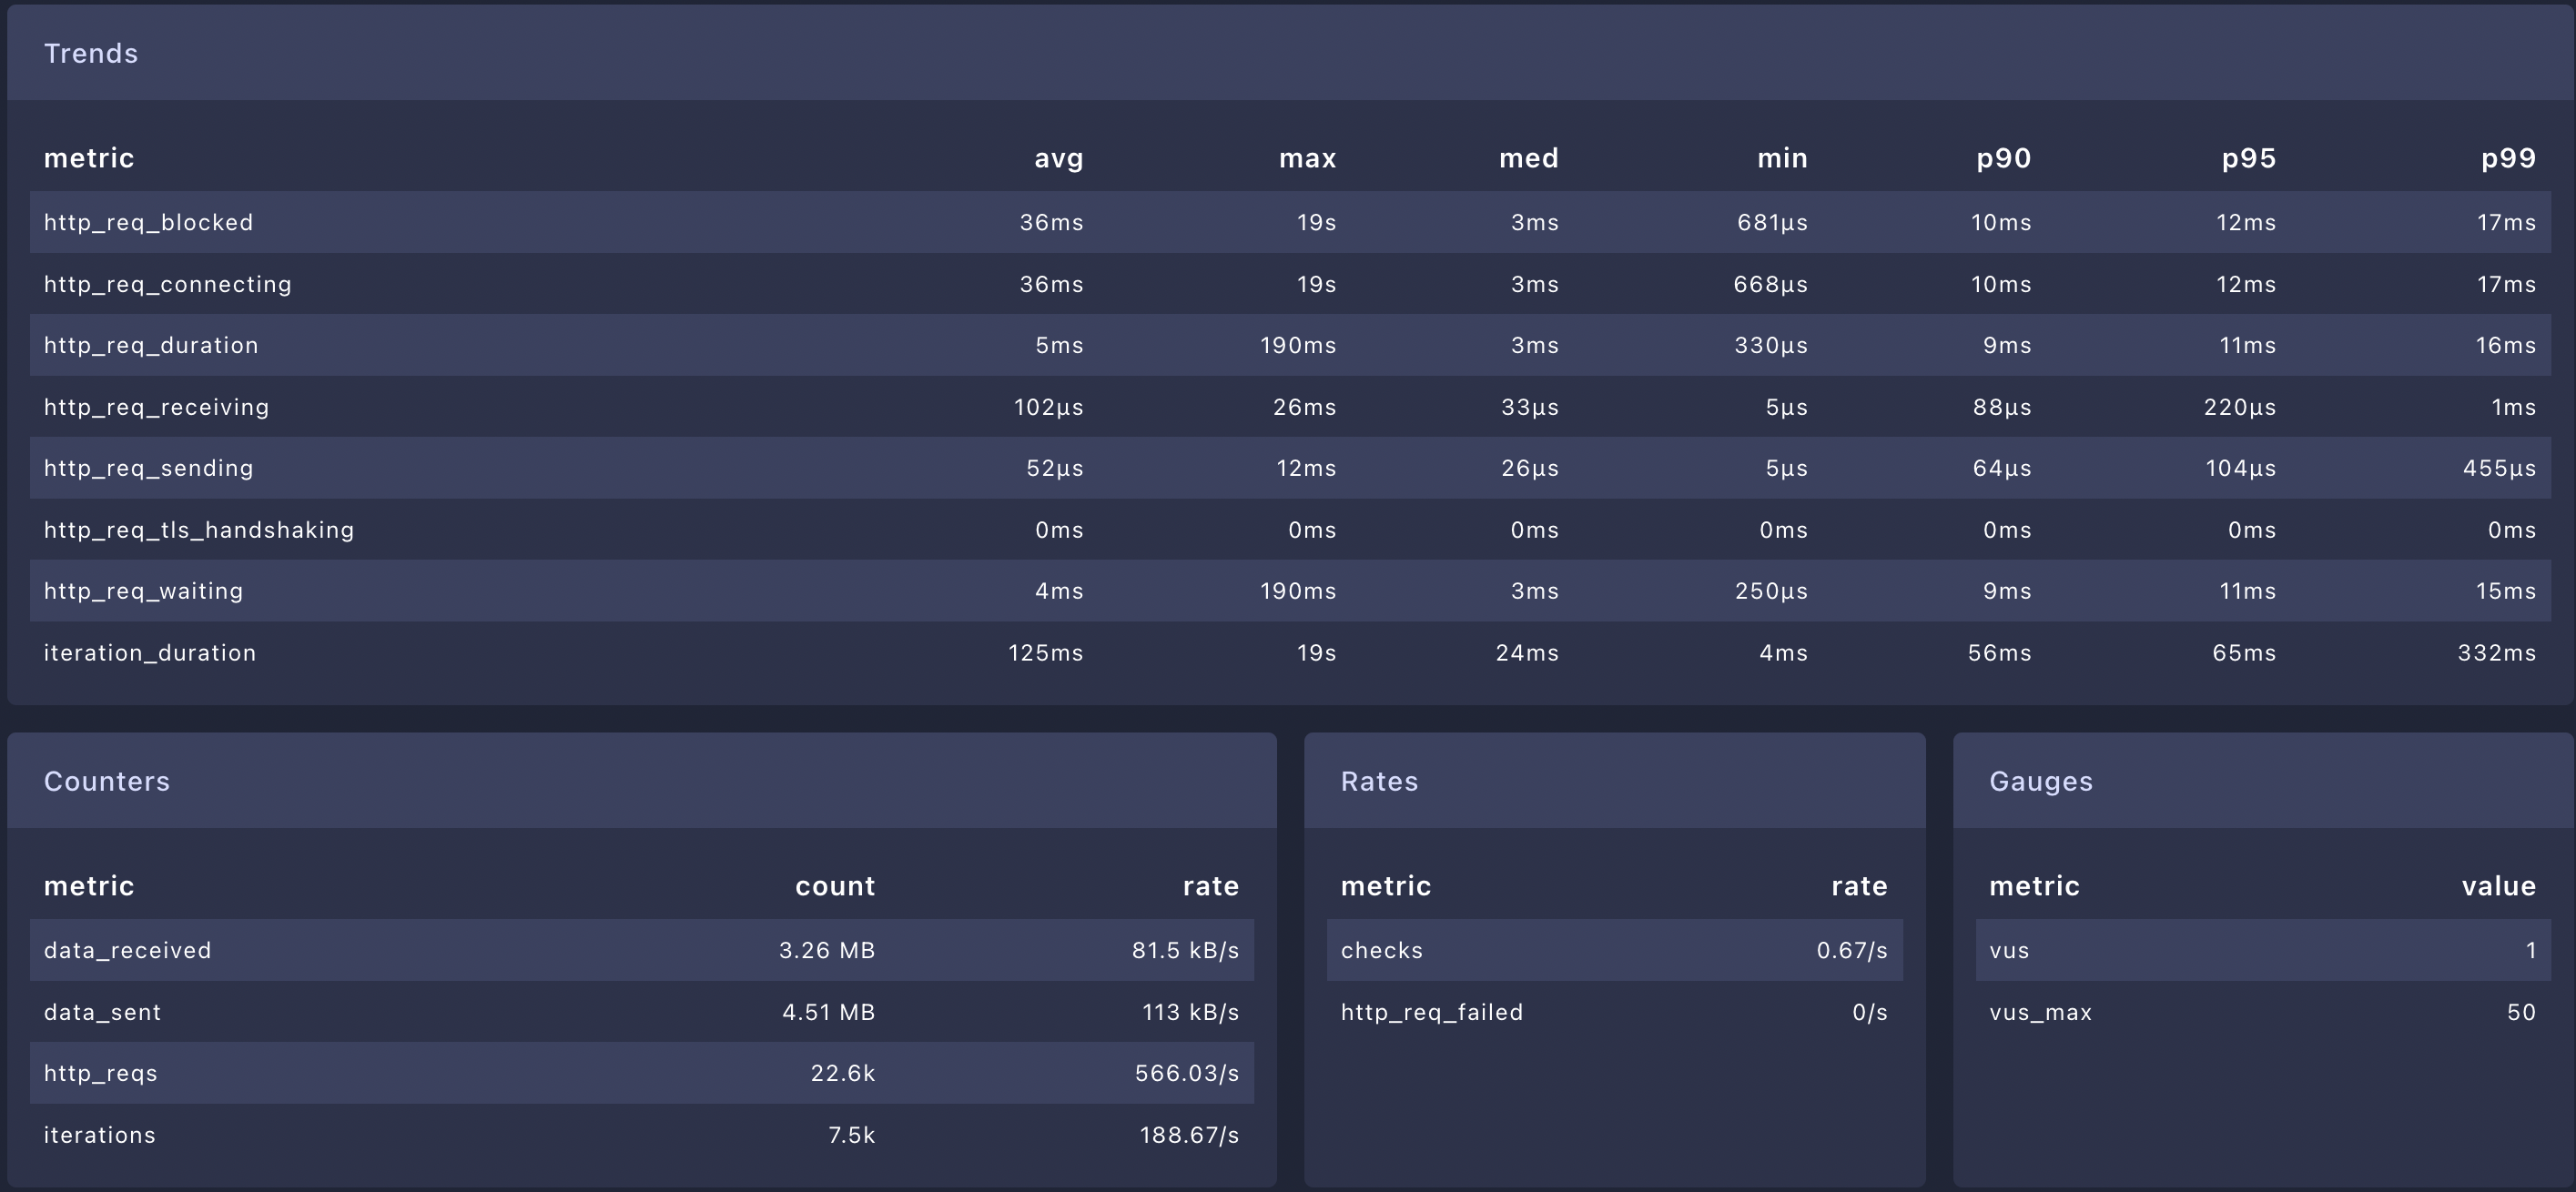 Trends
metric avg max med min p90 p95 p99
http_req_blocked 36ms 19s 3ms 681µs 10ms 12ms 17ms
http_req_connecting 36ms 19s 3ms 668µs 10ms 12ms 17ms
http_req_duration 5ms 190ms 3ms 330µs 9ms 11ms 16ms
http_req_receiving 102µs 26ms 33µs 5µs 88µs 220µs 1ms
http_req_sending 52µs 12ms 26µs 5µs 64µs 104µs 455µs
http_req_tls_handshaking 0ms 0ms 0ms 0ms 0ms 0ms 0ms
http_req_waiting 4ms 190ms 3ms 250µs 9ms 11ms 15ms
iteration_duration 125ms 19s 24ms 4ms 56ms 65ms 332ms
Counters
metric count rate
data_received 3.26 MB 81.5 kB/s
data_sent 4.51 MB 113 kB/s
http_reqs 22.6k 566.03/s
iterations 7.5k 188.67/s
Rates
metric rate
checks 0.67/s
http_req_failed 0/s
Gauges
metric value
vus 1
vus_max 50